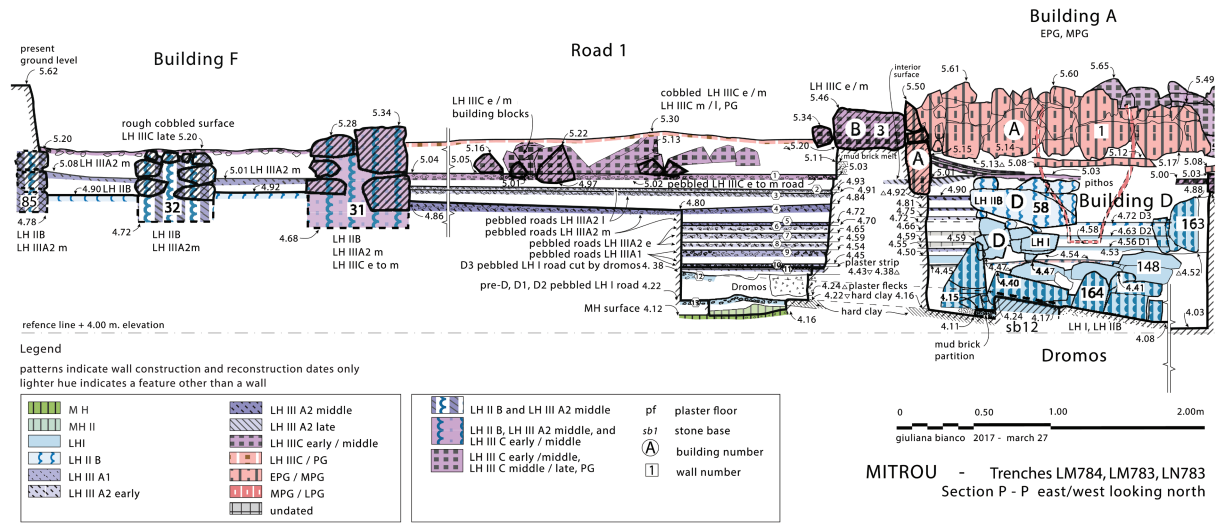 Building A
EPG, MPG
Building F
Road 1
present
ground level
5.62
rough cobbled surface
LH IIIC late 5.20
5.28
5.34
LH IIIC e / m
building blocks
5.22
cobbled LH IIIC e / m
LH IIIC m / l, PG
5.30
5.13
LH IIIC e / m
5.46
5.34
interior
surface
5.50
5.61
5.60
5.65
5.49
5.20
5.08 LH IIIA2 m
4.90 LH IIB
5.01 LH IIIA2 m
4.92
5.04
5.05
5.16
5.01
4.97
5.02
pebbled LH IIIC e to m road
5.20
5.11
mud brick melt
5.03
B
3
A
A
1
5.15
5.14
5.13
5.08
5.12
5.17
5.08
5.03
5.00
5.03
4.88
pithos
85
32
31
4.78
LH IIB
LH IIIA2 m
4.72
LH IIB
LH IIIA2m
4.68
LH IIB
LH IIIA2 m
LH IIIC e to m
4.86
4.80
pebbled roads LH IIIA2 l
pebbled roads LH IIIA2 m
pebbled roads LH IIIA2 e
pebbled roads LH IIIA1
D3 pebbled LH I road cut by dromos 4.38
pre-D, D1, D2 pebbled LH I road 4.22
MH surface 4.12
4.16
Dromos
4.93
4.91
4.84
4.72
4.70
4.65
4.59
4.54
plaster strip
4.43 4.38
4.24 plaster flecks
4.22 hard clay 4.16
hard clay
5.01
4.92
4.90
4.81
4.75
4.72
4.66
4.59
4.59
4.55
4.50
4.45
LH IIB
D
58
Building D
4.72 D3
4.58
4.63 D2
4.56 D1
163
D
LH I
4.54
4.53
4.47
4.47
148
4.52
4.40
164
4.41
4.15
4.11
4.24
4.17
sb12
LH I, LH IIB
4.03
4.08
mud brick
partition
Dromos
refence line + 4.00 m. elevation
Legend
patterns indicate wall construction and reconstruction dates only
lighter hue indicates a feature other than a wall
M H
MH II
LHI
LH II B
LH III A1
LH III A2 early
LH III A2 middle
LH III A2 late
LH IIIC early / middle
LH IIIC / PG
EPG / MPG
MPG / LPG
undated
LH II B and LH III A2 middle
LH II B, LH III A2 middle, and
LH III C early / middle
LH III C early /middle,
LH III C middle / late, PG
pf plaster floor
sb1 stone base
A building number
1 wall number
0 0.50 1.00 2.00m
giuliana bianco 2017 - march 27
MITROU - Trenches LM784, LM783, LN783
Section P - P east/west looking north